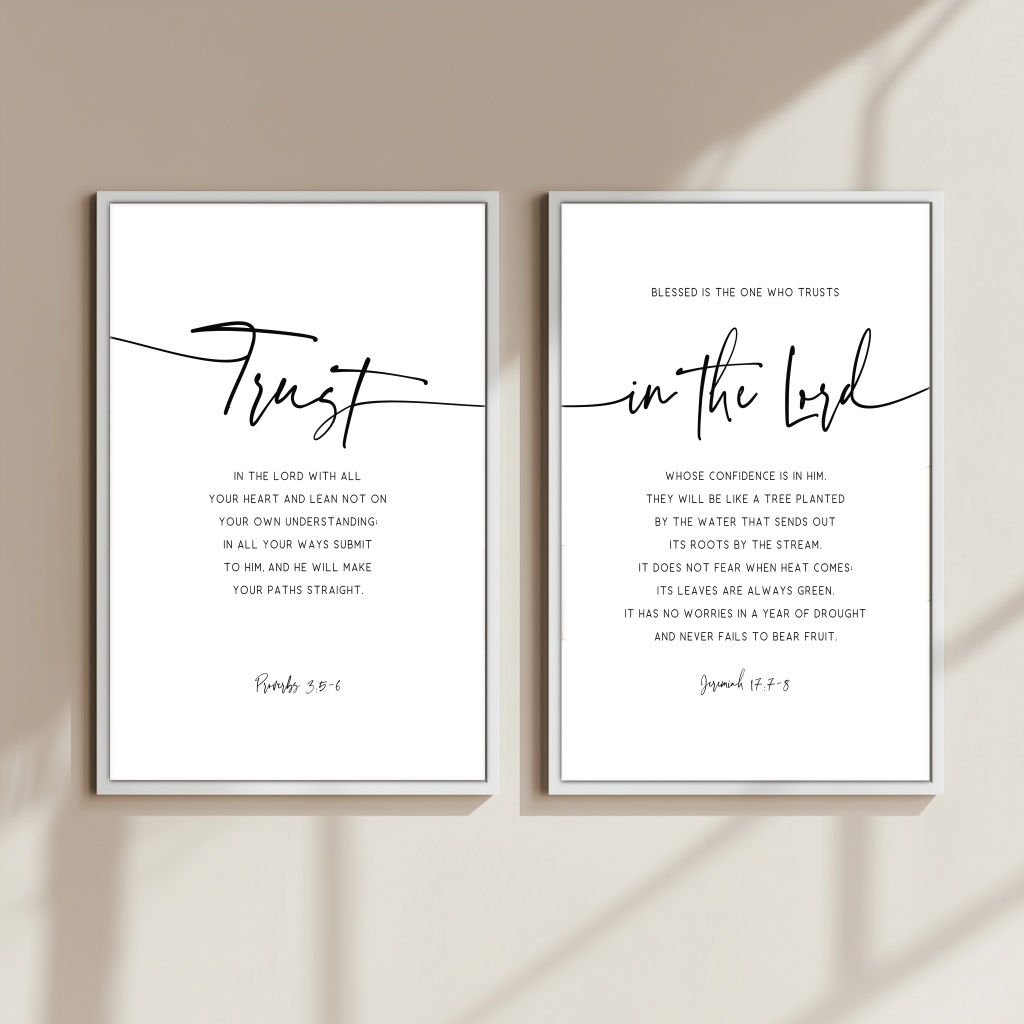 Trust
IN THE LORD WITH ALL
YOUR HEART AND LEAN NOT ON
YOUR OWN UNDERSTANDING;
IN ALL YOUR WAYS SUBMIT
TO HIM, AND HE WILL MAKE
YOUR PATHS STRAIGHT.
Proverbs 3:5-6
BLESSED IS THE ONE WHO TRUSTS
in the Lord
WHOSE CONFIDENCE IS IN HIM.
THEY WILL BE LIKE A TREE PLANTED
BY THE WATER THAT SENDS OUT
ITS ROOTS BY THE STREAM.
IT DOES NOT FEAR WHEN HEAT COMES;
ITS LEAVES ARE ALWAYS GREEN.
IT HAS NO WORRIES IN A YEAR OF DROUGHT
AND NEVER FAILS TO BEAR FRUIT.
Jeremiah 17:7-8